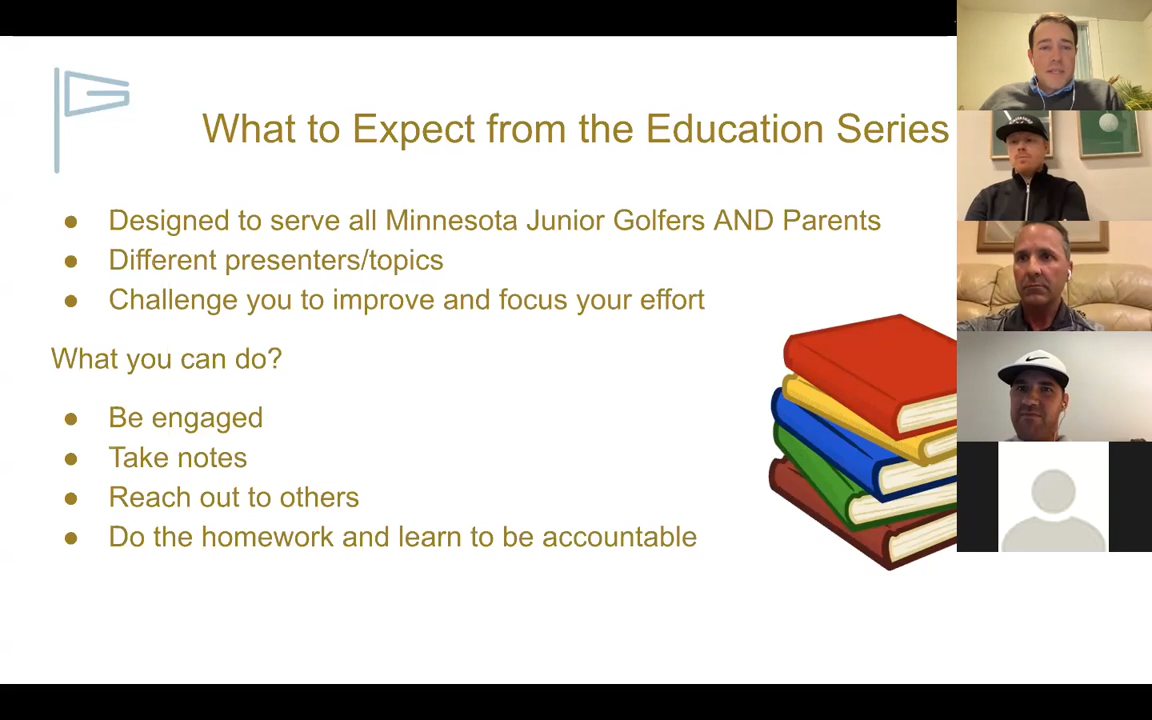 What to Expect from the Education Series
● Designed to serve all Minnesota Junior Golfers AND Parents
● Different presenters/topics
● Challenge you to improve and focus your effort
What you can do?
● Be engaged
● Take notes
● Reach out to others
● Do the homework and learn to be accountable